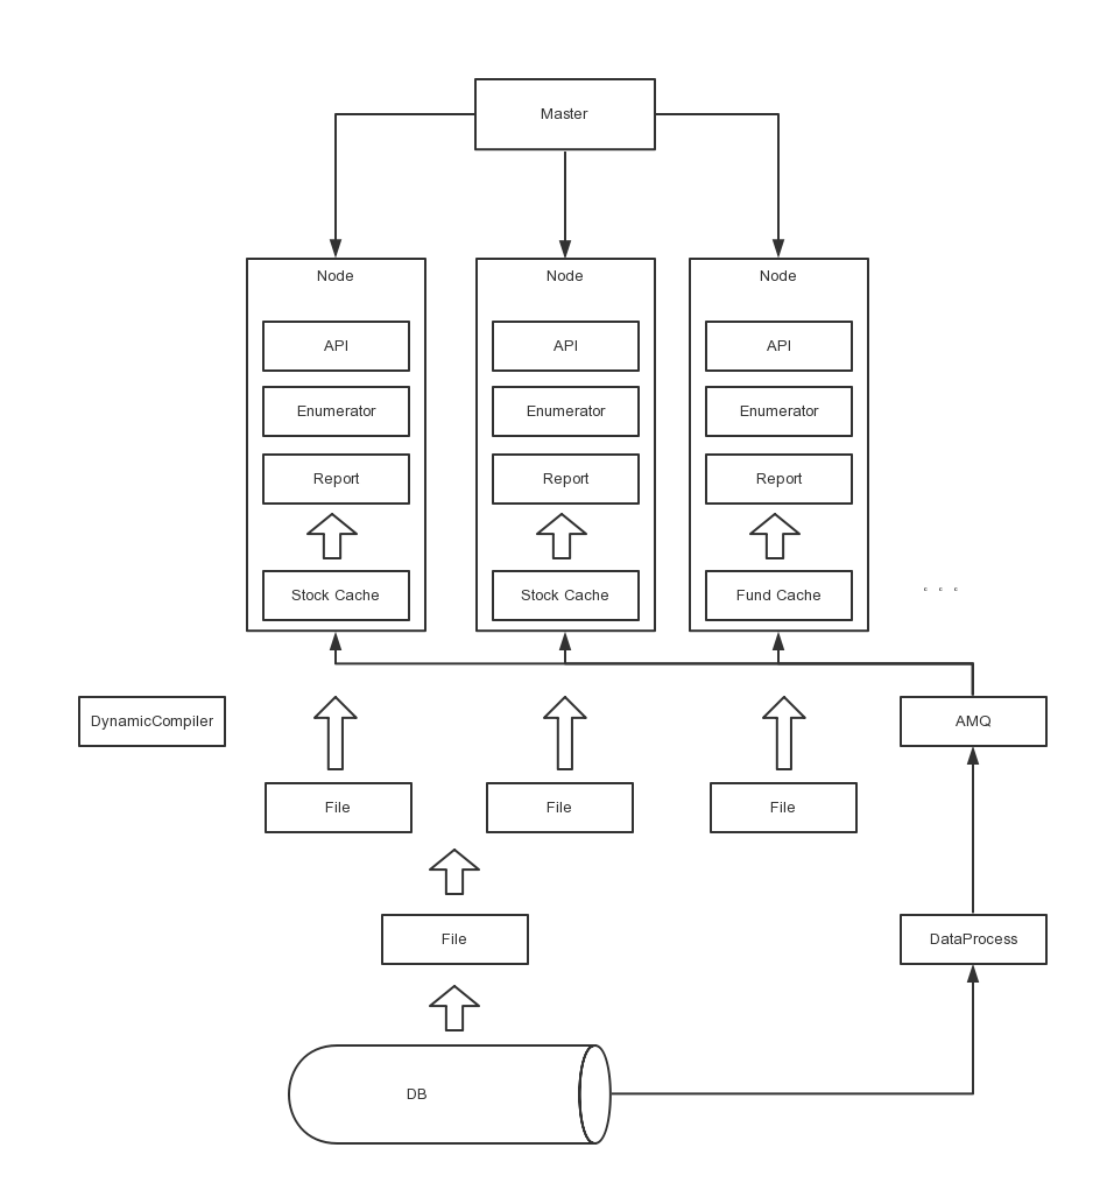 Master
Node
Node
Node
API
API
API
Enumerator
Enumerator
Enumerator
Report
Report
Report
Stock Cache
Stock Cache
Fund Cache
. . .
DynamicCompiler
AMQ
File
File
File
File
DataProcess
DB